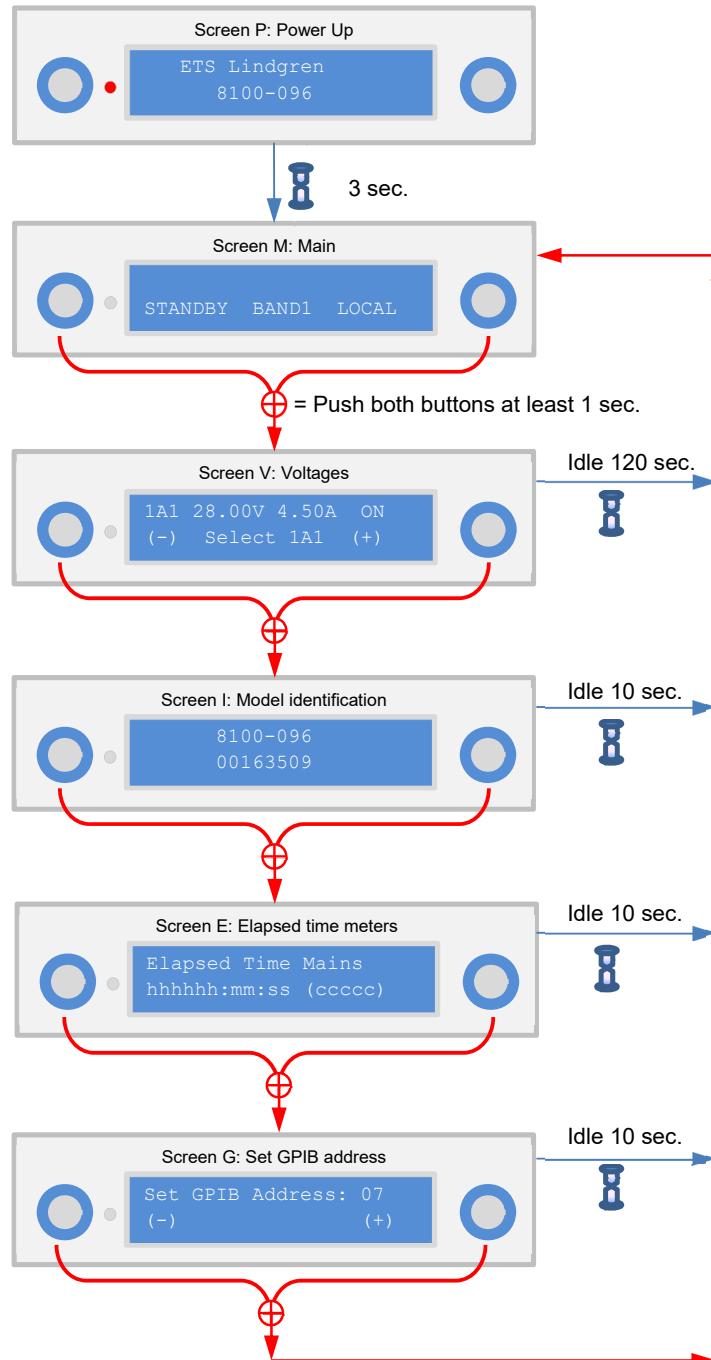 Screen P: Power Up
ETS Lindgren
8100-096
3 sec.
Screen M: Main
STANDBY BAND1 LOCAL
= Push both buttons at least 1 sec.
Screen V: Voltages
Idle 120 sec.
1A1 28.00V 4.50A ON
(-) Select 1A1 (+)
Screen I: Model identification
Idle 10 sec.
8100-096
00163509
Screen E: Elapsed time meters
Idle 10 sec.
Elapsed Time Mains
hhhhhh:mm:ss (ccccc)
Screen G: Set GPIB address
Idle 10 sec.
Set GPIB Address: 07
(-) (+)